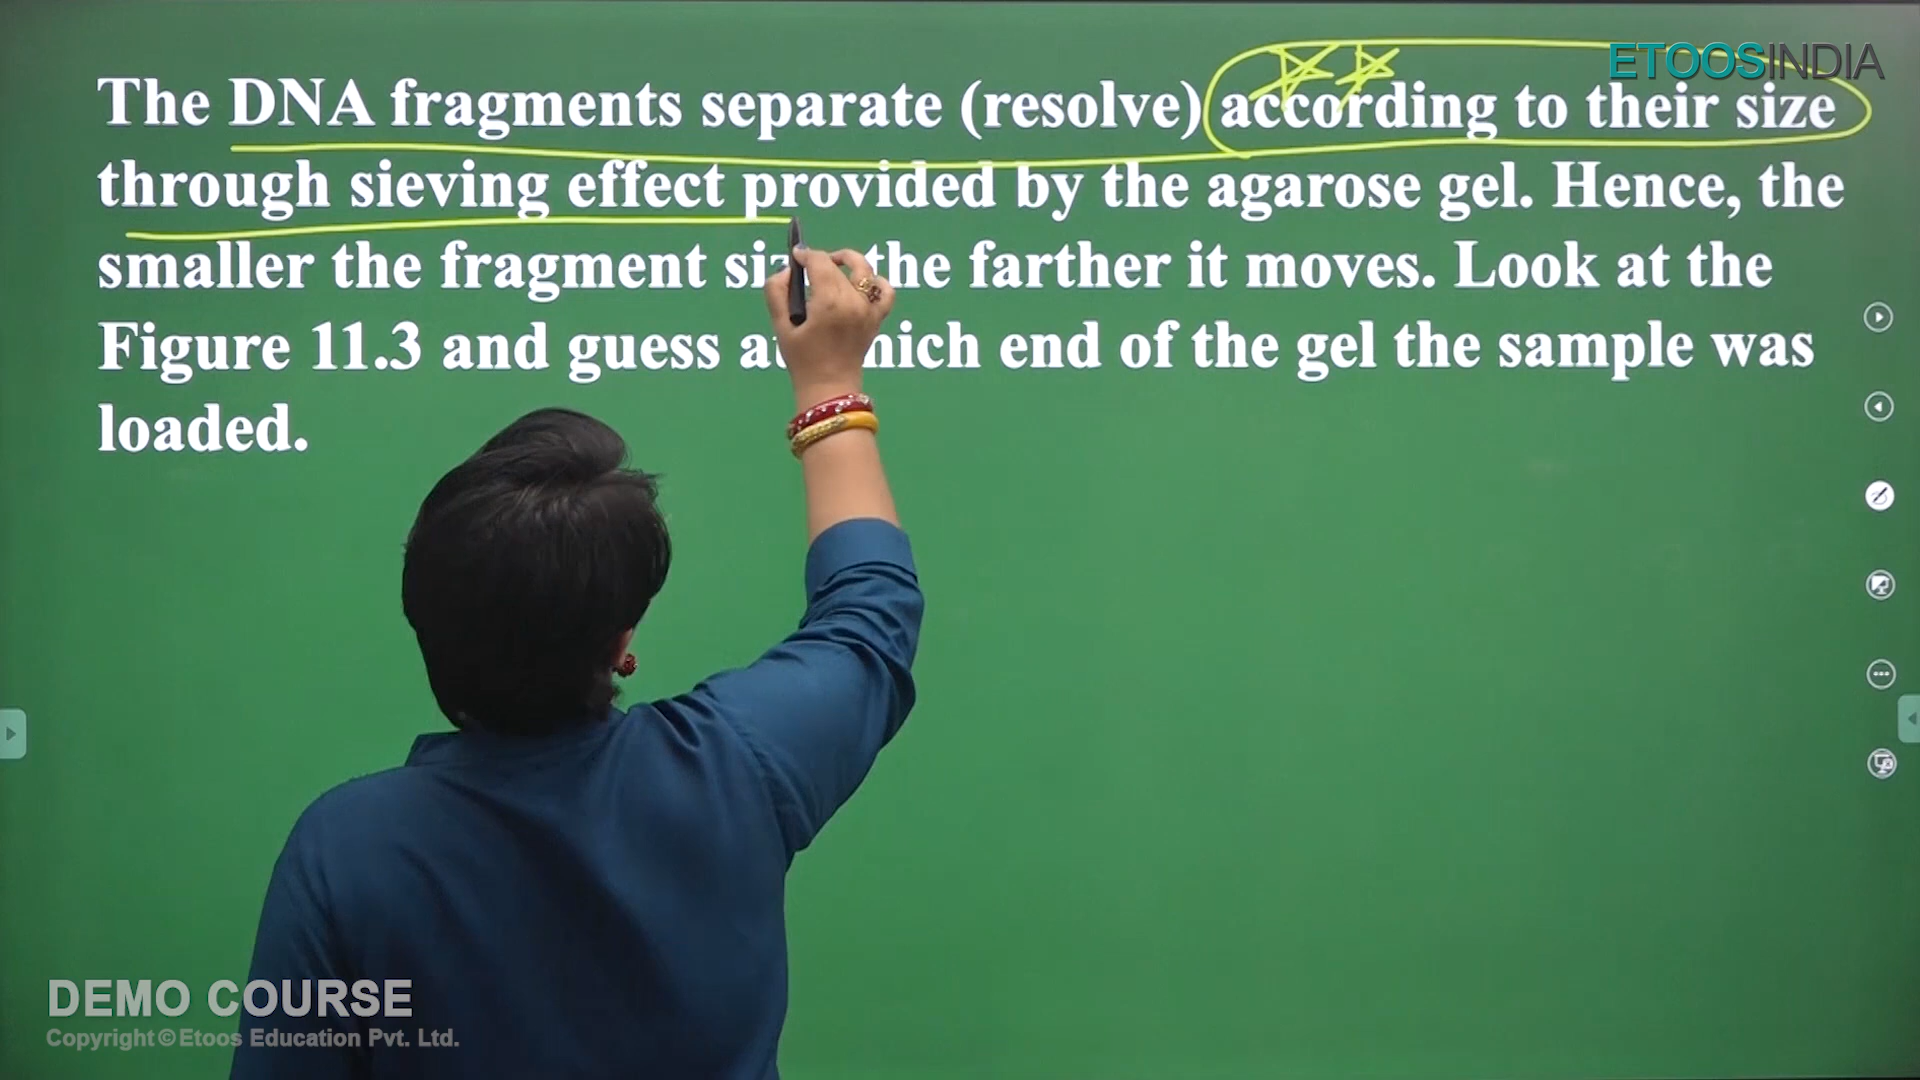 ETOOSINDIA
The DNA fragments separate (resolve) according to their size
through sieving effect provided by the agarose gel. Hence, the
smaller the fragment the farther it moves. Look at the
Figure 11.3 and guess end of the gel the sample was
loaded.
DEMO COURSE
Copyright © Etoos Education Pvt. Ltd.